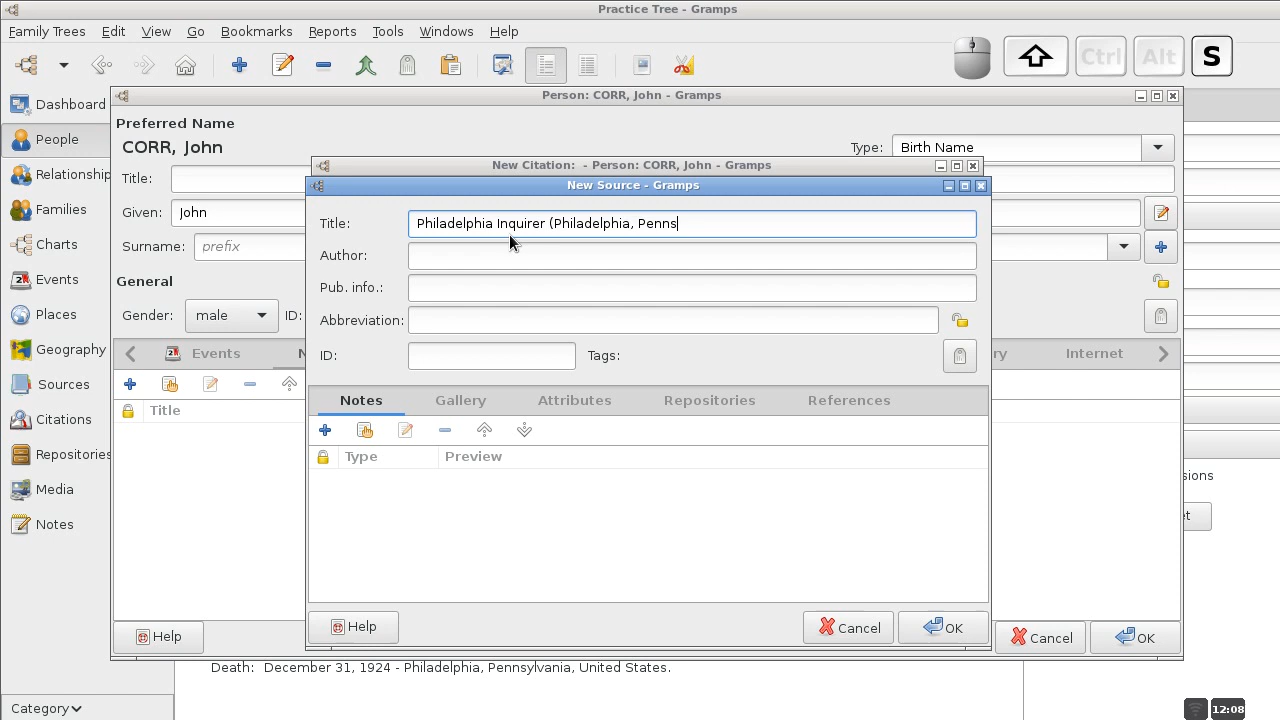 Practice Tree - Gramps
Family Trees Edit View Go Bookmarks Reports Tools Windows Help
Ctrl Alt S
Dashboard
People
Relationship
Families
Charts
Events
Places
Geography
Sources
Citations
Repositories
Media
Notes
Category
Person: CORR, John - Gramps
Preferred Name
CORR, John
Type: Birth Name
Title:
Given: John
Surname: prefix
General
Gender: male ID:
Events N
Internet
Title
Help
Cancel OK
New Citation: - Person: CORR, John - Gramps
New Source - Gramps
Title: Philadelphia Inquirer (Philadelphia, Penns
Author:
Pub. info.:
Abbreviation:
ID: Tags:
Notes Gallery Attributes Repositories References
Type Preview
Help Cancel OK
ry
sions
et
Death: December 31, 1924 - Philadelphia, Pennsylvania, United States.
12:08